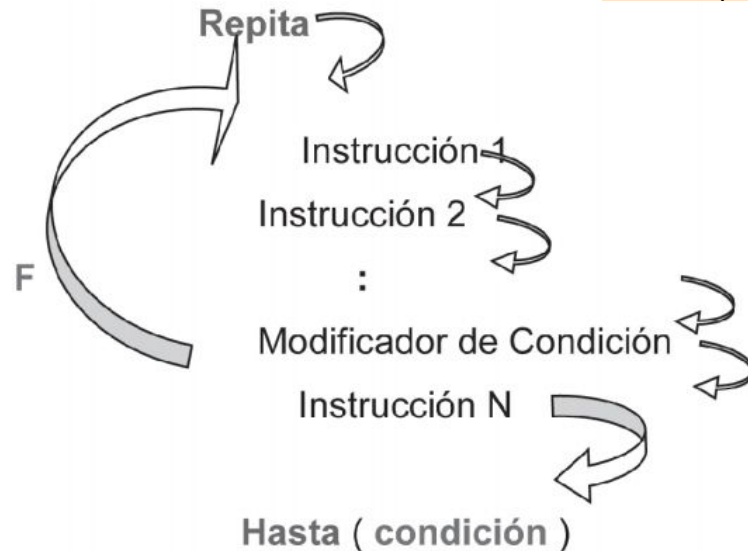 Repita
Instrucción 1
Instrucción 2
F
:
Modificador de Condición
Instrucción N
Hasta ( condición )